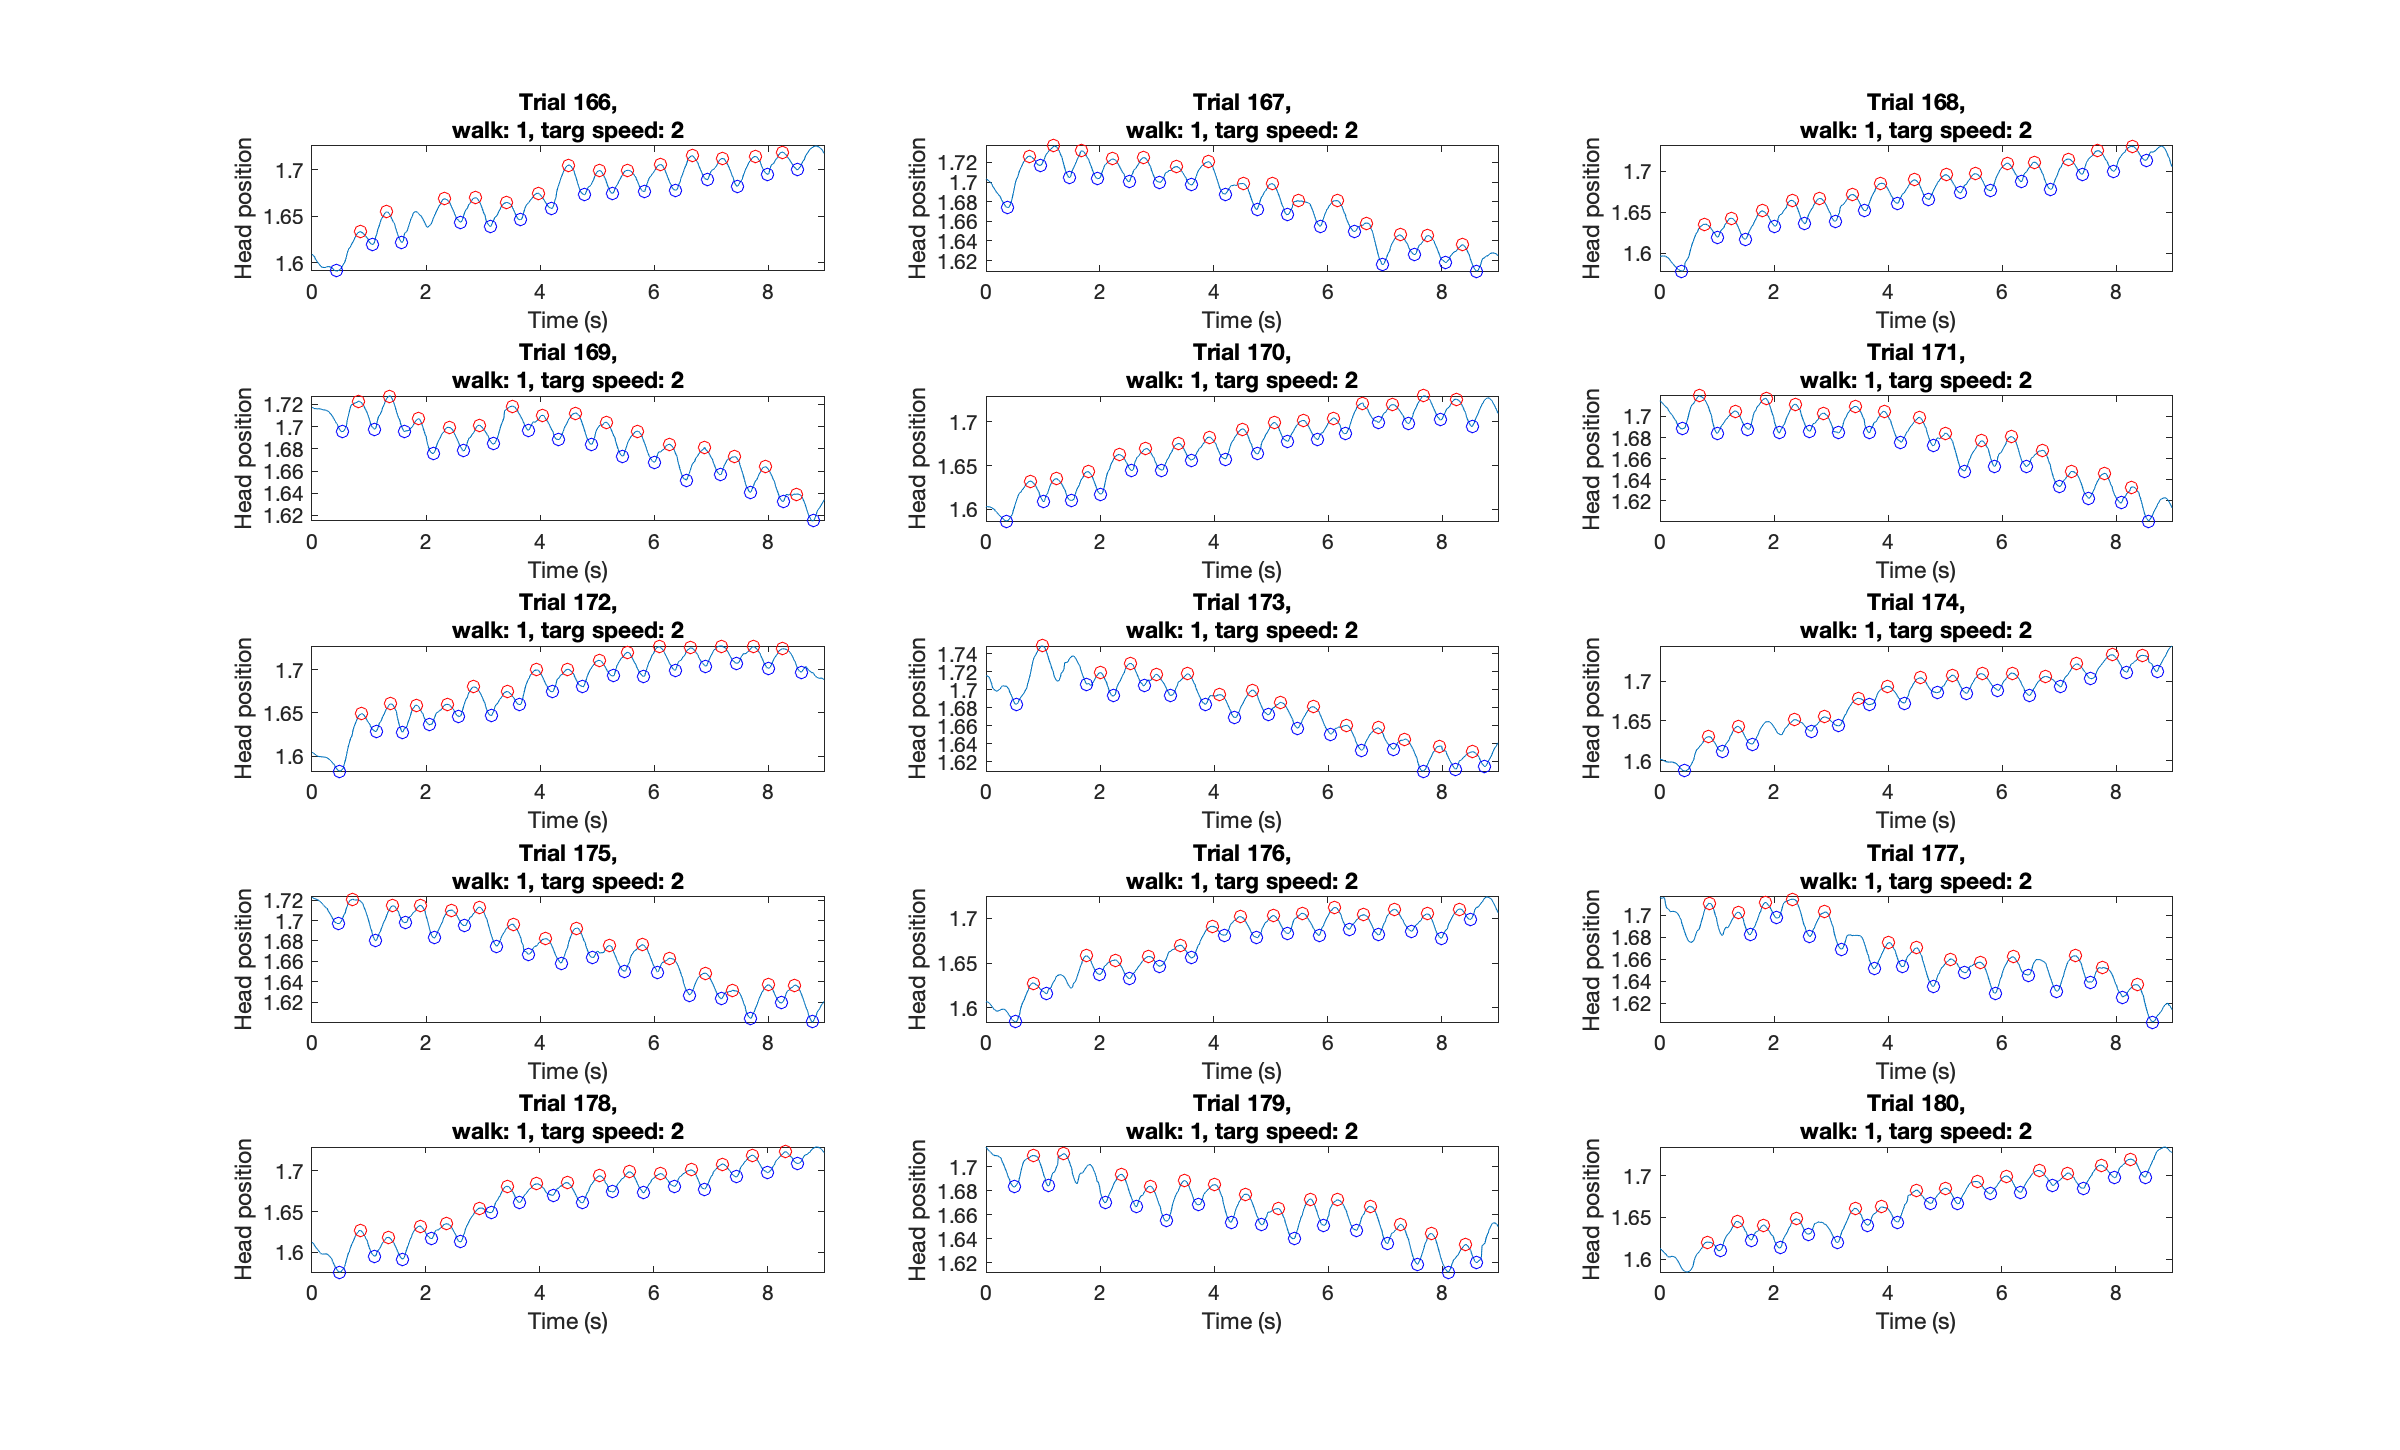 Trial 166,
walk: 1, targ speed: 2
Head position
1.7
1.65
1.6
0 2 4 6 8
Time (s)
Trial 167,
walk: 1, targ speed: 2
Head position
1.72
1.7
1.68
1.66
1.64
1.62
0 2 4 6 8
Time (s)
Trial 168,
walk: 1, targ speed: 2
Head position
1.7
1.65
1.6
0 2 4 6 8
Time (s)
Trial 169,
walk: 1, targ speed: 2
Head position
1.72
1.7
1.68
1.66
1.64
1.62
0 2 4 6 8
Time (s)
Trial 170,
walk: 1, targ speed: 2
Head position
1.7
1.65
1.6
0 2 4 6 8
Time (s)
Trial 171,
walk: 1, targ speed: 2
Head position
1.7
1.68
1.66
1.64
1.62
0 2 4 6 8
Time (s)
Trial 172,
walk: 1, targ speed: 2
Head position
1.7
1.65
1.6
0 2 4 6 8
Time (s)
Trial 173,
walk: 1, targ speed: 2
Head position
1.74
1.72
1.7
1.68
1.66
1.64
1.62
0 2 4 6 8
Time (s)
Trial 174,
walk: 1, targ speed: 2
Head position
1.7
1.65
1.6
0 2 4 6 8
Time (s)
Trial 175,
walk: 1, targ speed: 2
Head position
1.72
1.7
1.68
1.66
1.64
1.62
0 2 4 6 8
Time (s)
Trial 176,
walk: 1, targ speed: 2
Head position
1.7
1.65
1.6
0 2 4 6 8
Time (s)
Trial 177,
walk: 1, targ speed: 2
Head position
1.7
1.68
1.66
1.64
1.62
0 2 4 6 8
Time (s)
Trial 178,
walk: 1, targ speed: 2
Head position
1.7
1.65
1.6
0 2 4 6 8
Time (s)
Trial 179,
walk: 1, targ speed: 2
Head position
1.7
1.68
1.66
1.64
1.62
0 2 4 6 8
Time (s)
Trial 180,
walk: 1, targ speed: 2
Head position
1.7
1.65
1.6
0 2 4 6 8
Time (s)